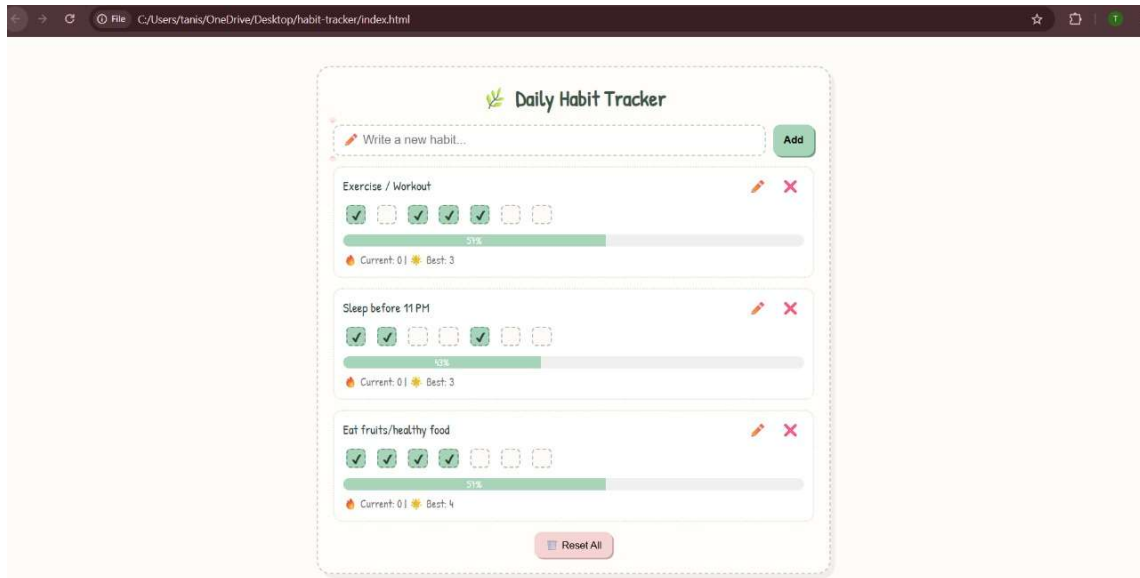 File C:/Users/tanis/OneDrive/Desktop/habit-tracker/index.html
T
Daily Habit Tracker
Write a new habit...
Add
Exercise / Workout
57%
Current: 0 | Best: 3
Sleep before 11 PM
43%
Current: 0 | Best: 3
Eat fruits/healthy food
57%
Current: 0 | Best: 4
Reset All